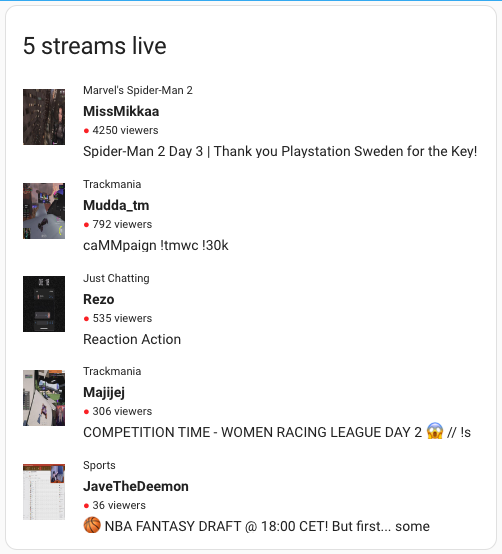 5 streams live
Marvel's Spider-Man 2
MissMikkaa
● 4250 viewers
Spider-Man 2 Day 3 | Thank you Playstation Sweden for the Key!
Trackmania
Mudda_tm
● 792 viewers
caMMpaign !tmwc !30k
Just Chatting
Rezo
● 535 viewers
Reaction Action
Trackmania
Majijej
● 306 viewers
COMPETITION TIME - WOMEN RACING LEAGUE DAY 2 😱 // !s
Sports
JaveTheDeemon
● 36 viewers
🏀 NBA FANTASY DRAFT @ 18:00 CET! But first... some